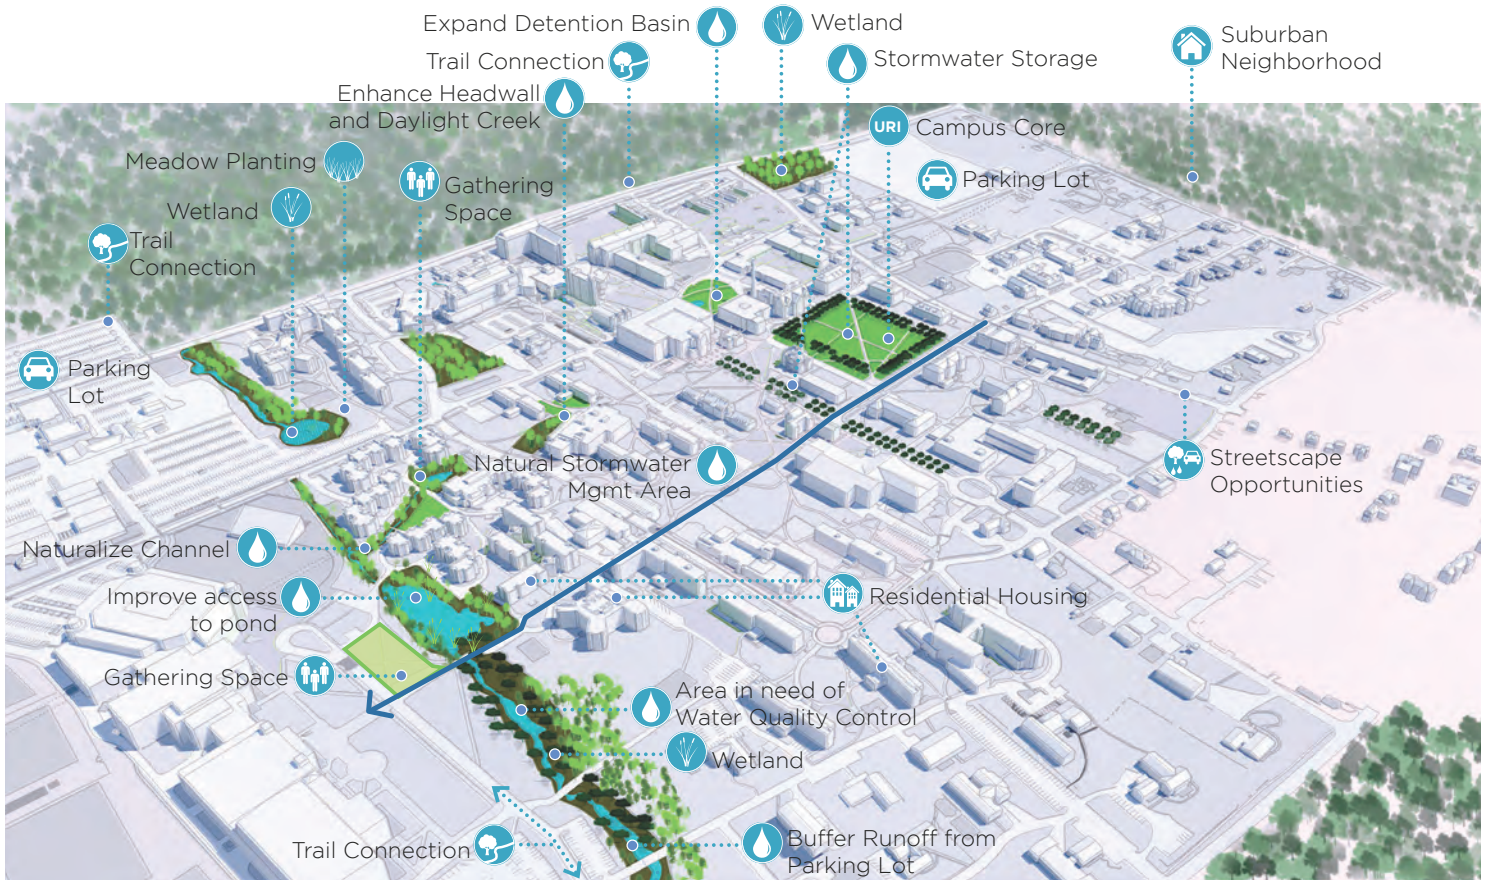 Expand Detention Basin
Wetland
Suburban
Neighborhood
Trail Connection
Stormwater Storage
Enhance Headwall
and Daylight Creek
URI Campus Core
Meadow Planting
Gathering
Space
Parking Lot
Wetland
Trail
Connection
Parking
Lot
Natural Stormwater
Mgmt Area
Streetscape
Opportunities
Naturalize Channel
Improve access
to pond
Residential Housing
Gathering Space
Area in need of
Water Quality Control
Wetland
Trail Connection
Buffer Runoff from
Parking Lot